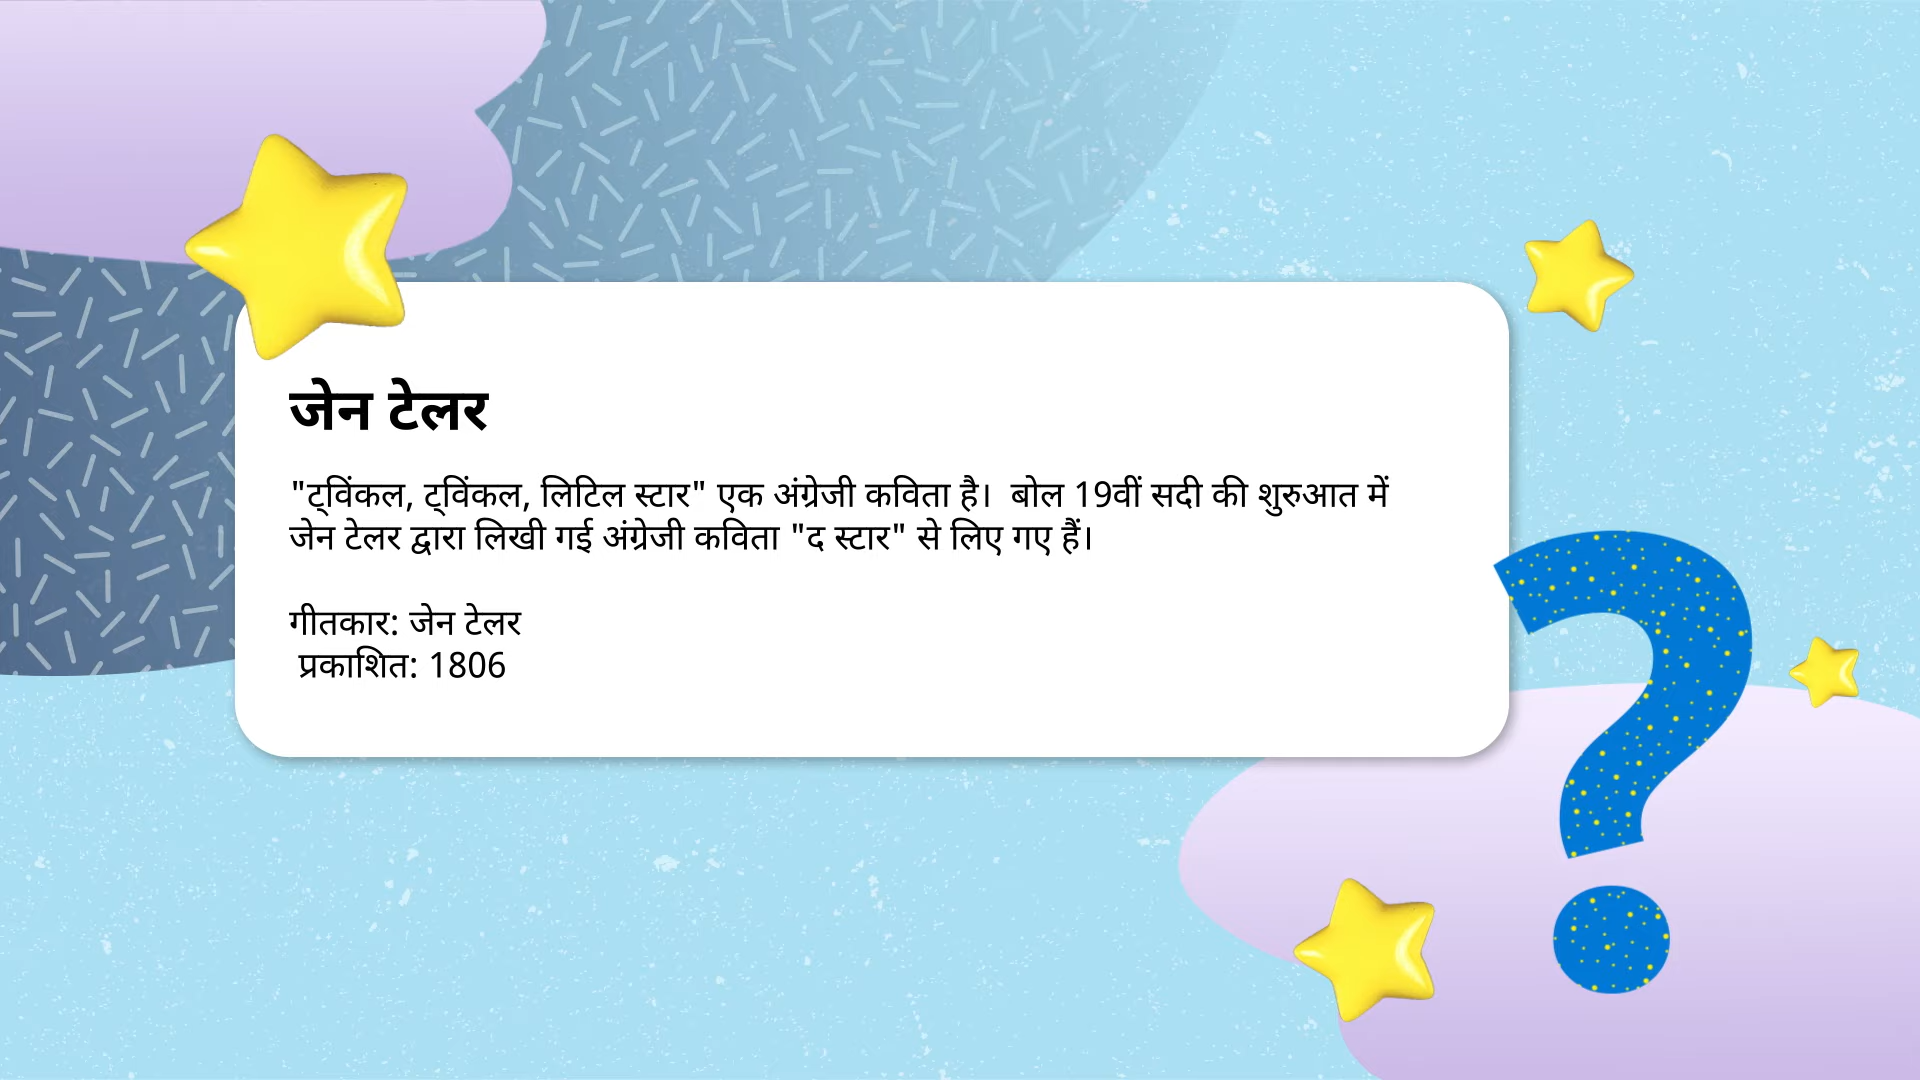 जेन टेलर
"ट्विंकल, ट्विंकल, लिटिल स्टार" एक अंग्रेजी कविता है।  बोल 19वीं सदी की शुरुआत में
जेन टेलर द्वारा लिखी गई अंग्रेजी कविता "द स्टार" से लिए गए हैं।
गीतकार: जेन टेलर
प्रकाशित: 1806
?